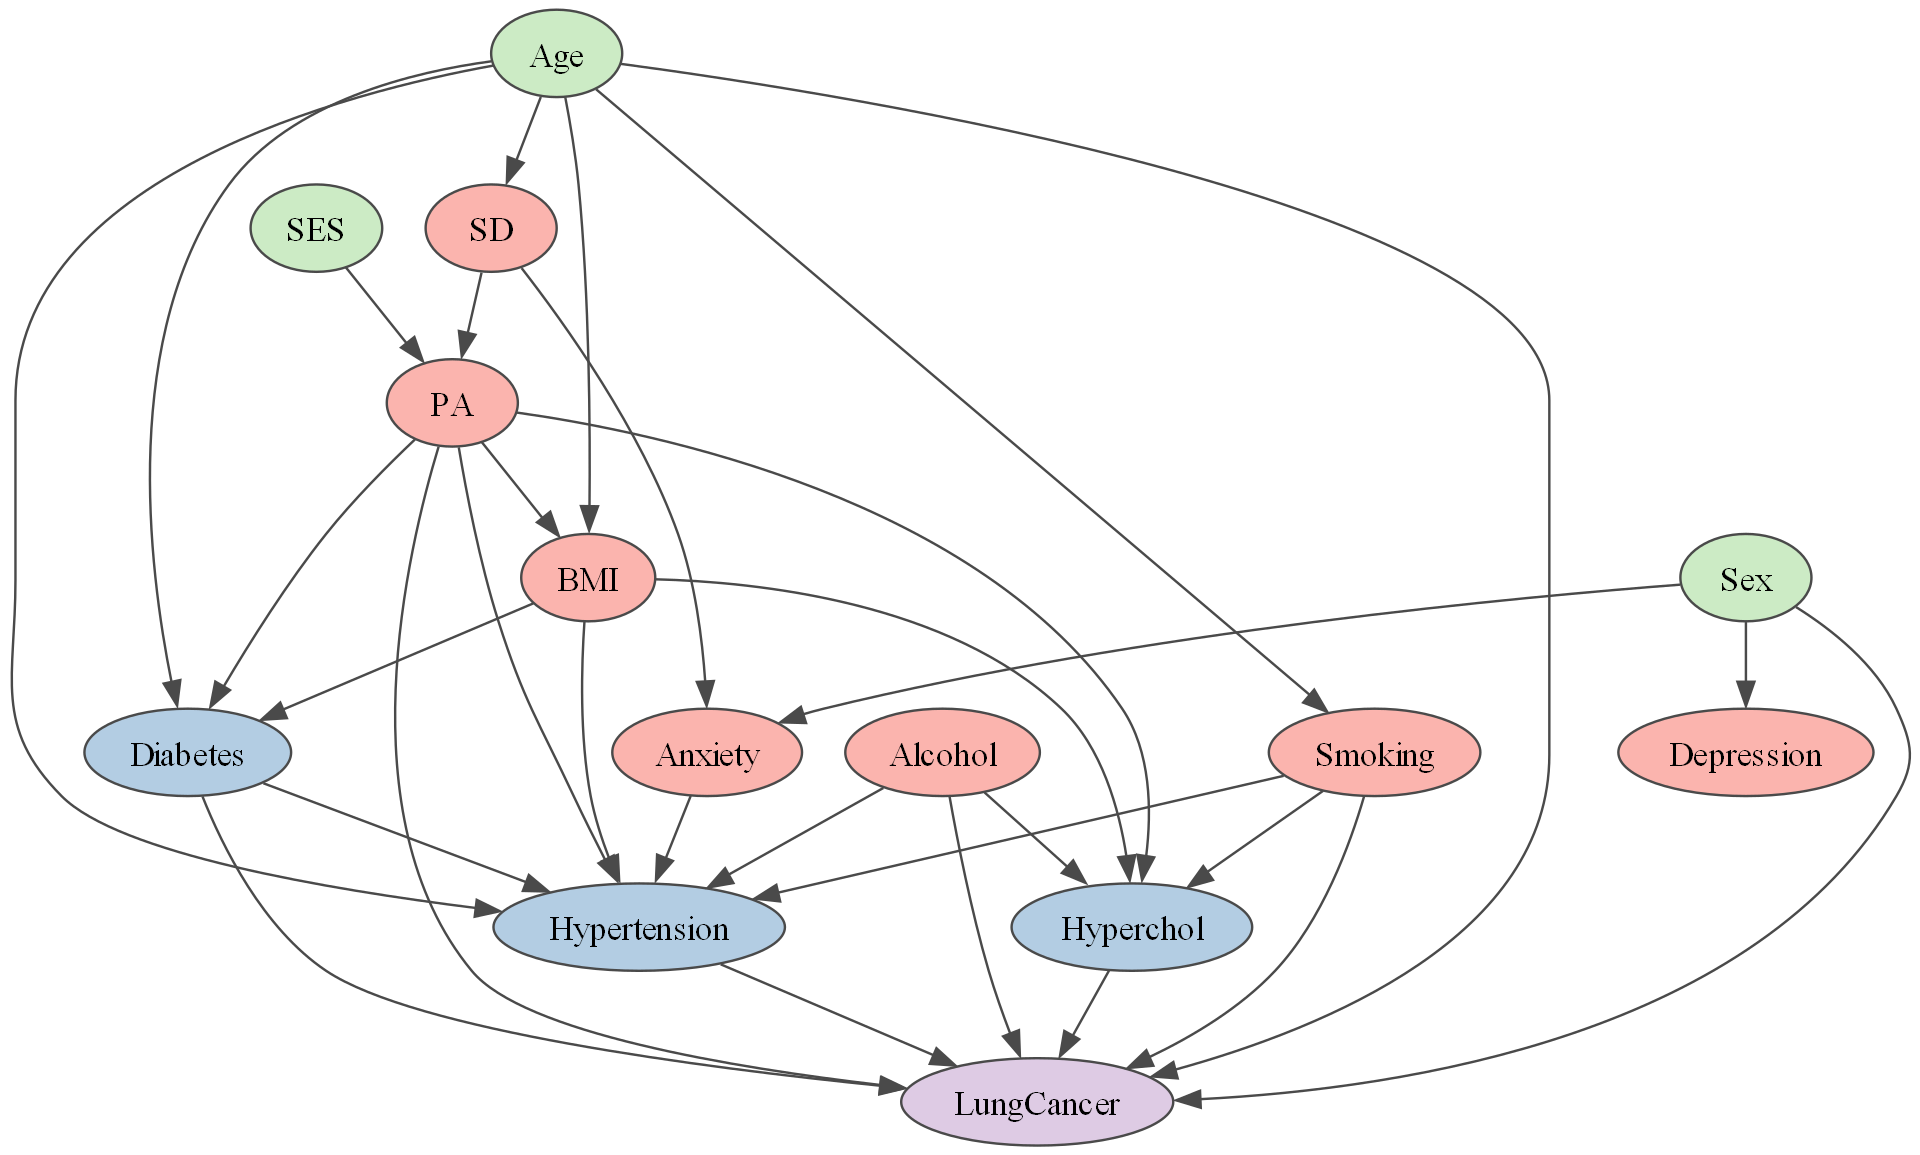 Age
SES
SD
PA
BMI
Sex
Diabetes
Anxiety
Alcohol
Smoking
Depression
Hypertension
Hyperchol
LungCancer